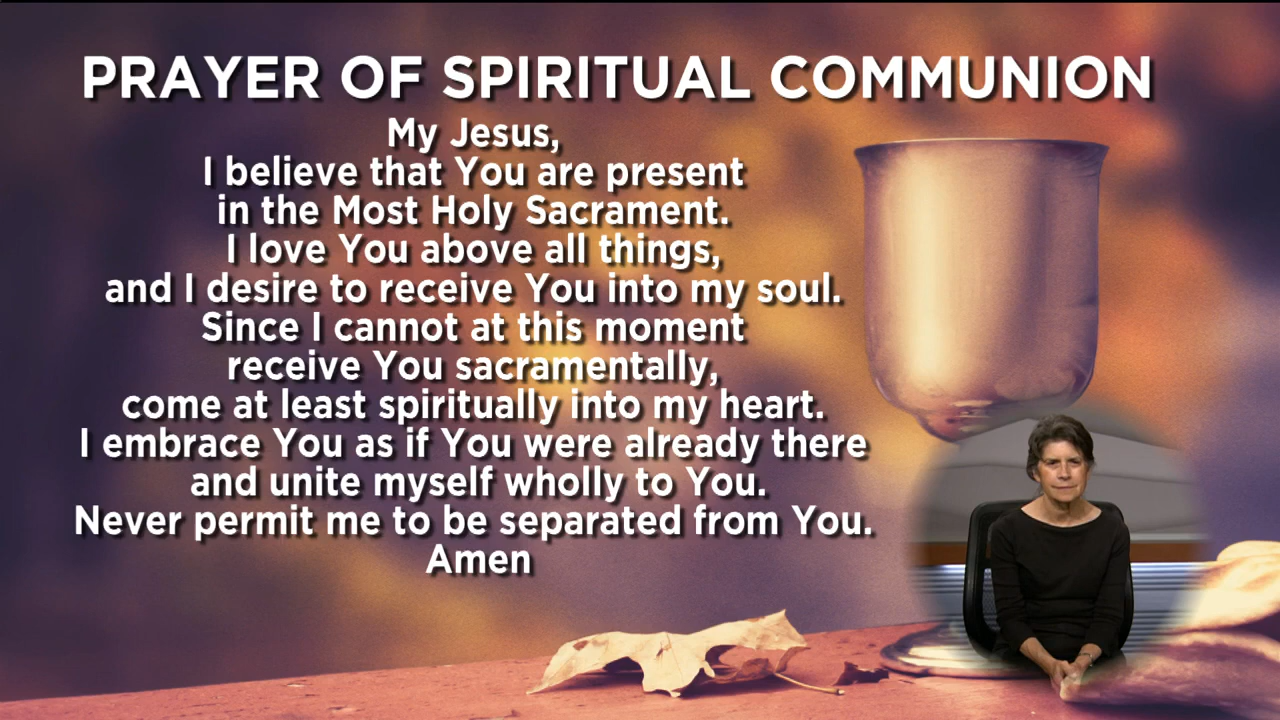 PRAYER OF SPIRITUAL COMMUNION
My Jesus,
I believe that You are present
in the Most Holy Sacrament.
I love You above all things,
and I desire to receive You into my soul.
Since I cannot at this moment
receive You sacramentally,
come at least spiritually into my heart.
I embrace You as if You were already there
and unite myself wholly to You.
Never permit me to be separated from You.
Amen